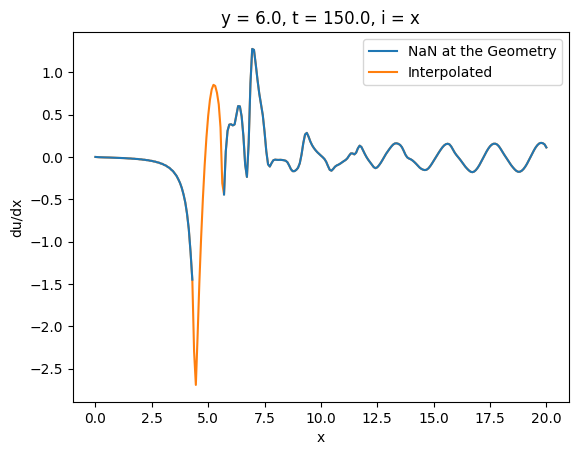 y = 6.0, t = 150.0, i = x
NaN at the Geometry
Interpolated
1.0
0.5
0.0
−0.5
−1.0
−1.5
−2.0
−2.5
du/dx
0.0 2.5 5.0 7.5 10.0 12.5 15.0 17.5 20.0
x